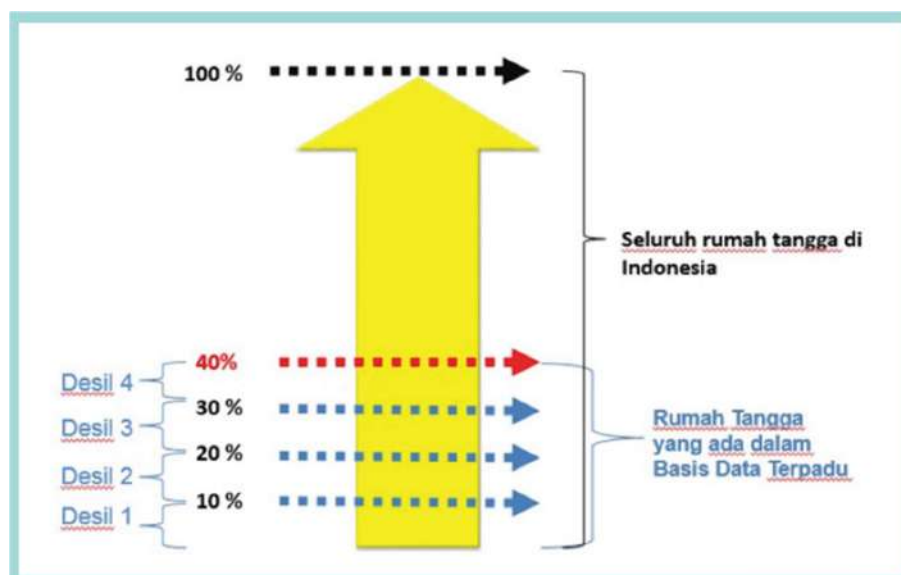 100 %
Seluruh rumah tangga di
Indonesia
40%
Desil 4
30 %
Desil 3
20 %
Desil 2
10 %
Desil 1
Rumah Tangga
yang ada dalam
Basis Data Terpadu